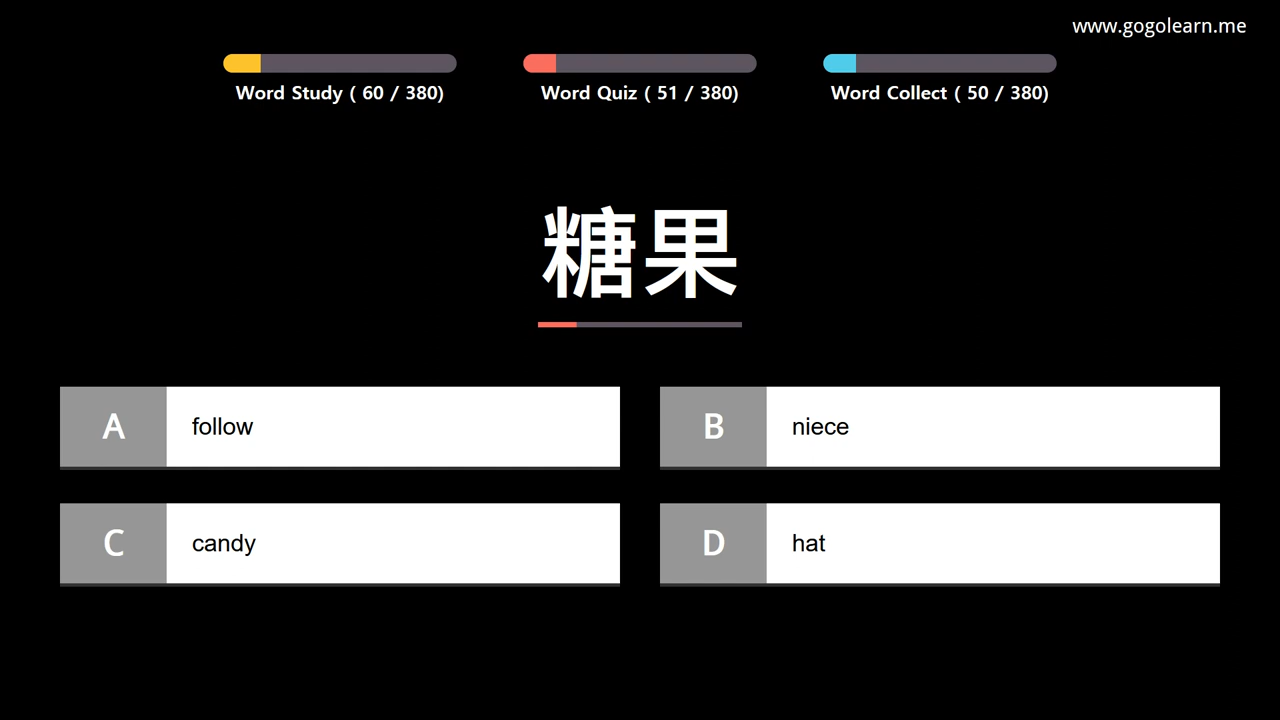 www.gogolearn.me
Word Study ( 60 / 380)
Word Quiz ( 51 / 380)
Word Collect ( 50 / 380)
糖果
A follow
B niece
C candy
D hat